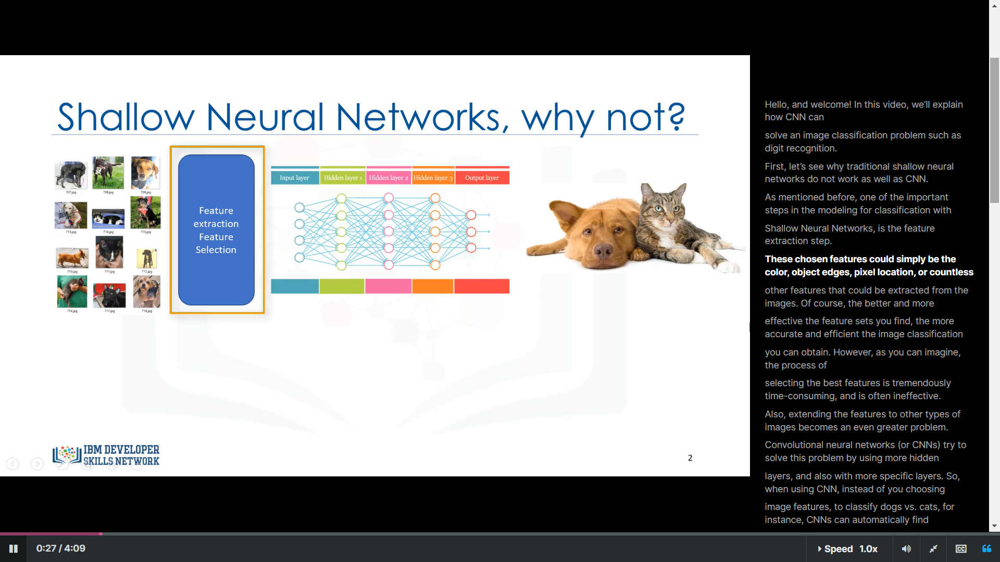 Shallow Neural Networks, why not?
707.jpg
708.jpg
709.jpg
713.jpg
714.jpg
715.jpg
710.jpg
711.jpg
712.jpg
716.jpg
717.jpg
718.jpg
Feature
extraction
Feature
Selection
Input layer
Hidden layer 1
Hidden layer 2
Hidden layer 3
Output layer
IBM DEVELOPER
SKILLS NETWORK
2
Hello, and welcome! In this video, we’ll explain
how CNN can
solve an image classification problem such as
digit recognition.
First, let’s see why traditional shallow neural
networks do not work as well as CNN.
As mentioned before, one of the important
steps in the modeling for classification with
Shallow Neural Networks, is the feature
extraction step.
These chosen features could simply be the
color, object edges, pixel location, or countless
other features that could be extracted from the
images. Of course, the better and more
effective the feature sets you find, the more
accurate and efficient the image classification
you can obtain. However, as you can imagine,
the process of
selecting the best features is tremendously
time-consuming, and is often ineffective.
Also, extending the features to other types of
images becomes an even greater problem.
Convolutional neural networks (or CNNs) try to
solve this problem by using more hidden
layers, and also with more specific layers. So,
when using CNN, instead of you choosing
image features, to classify dogs vs. cats, for
instance, CNNs can automatically find
0:27 / 4:09
Speed 1.0x
CC